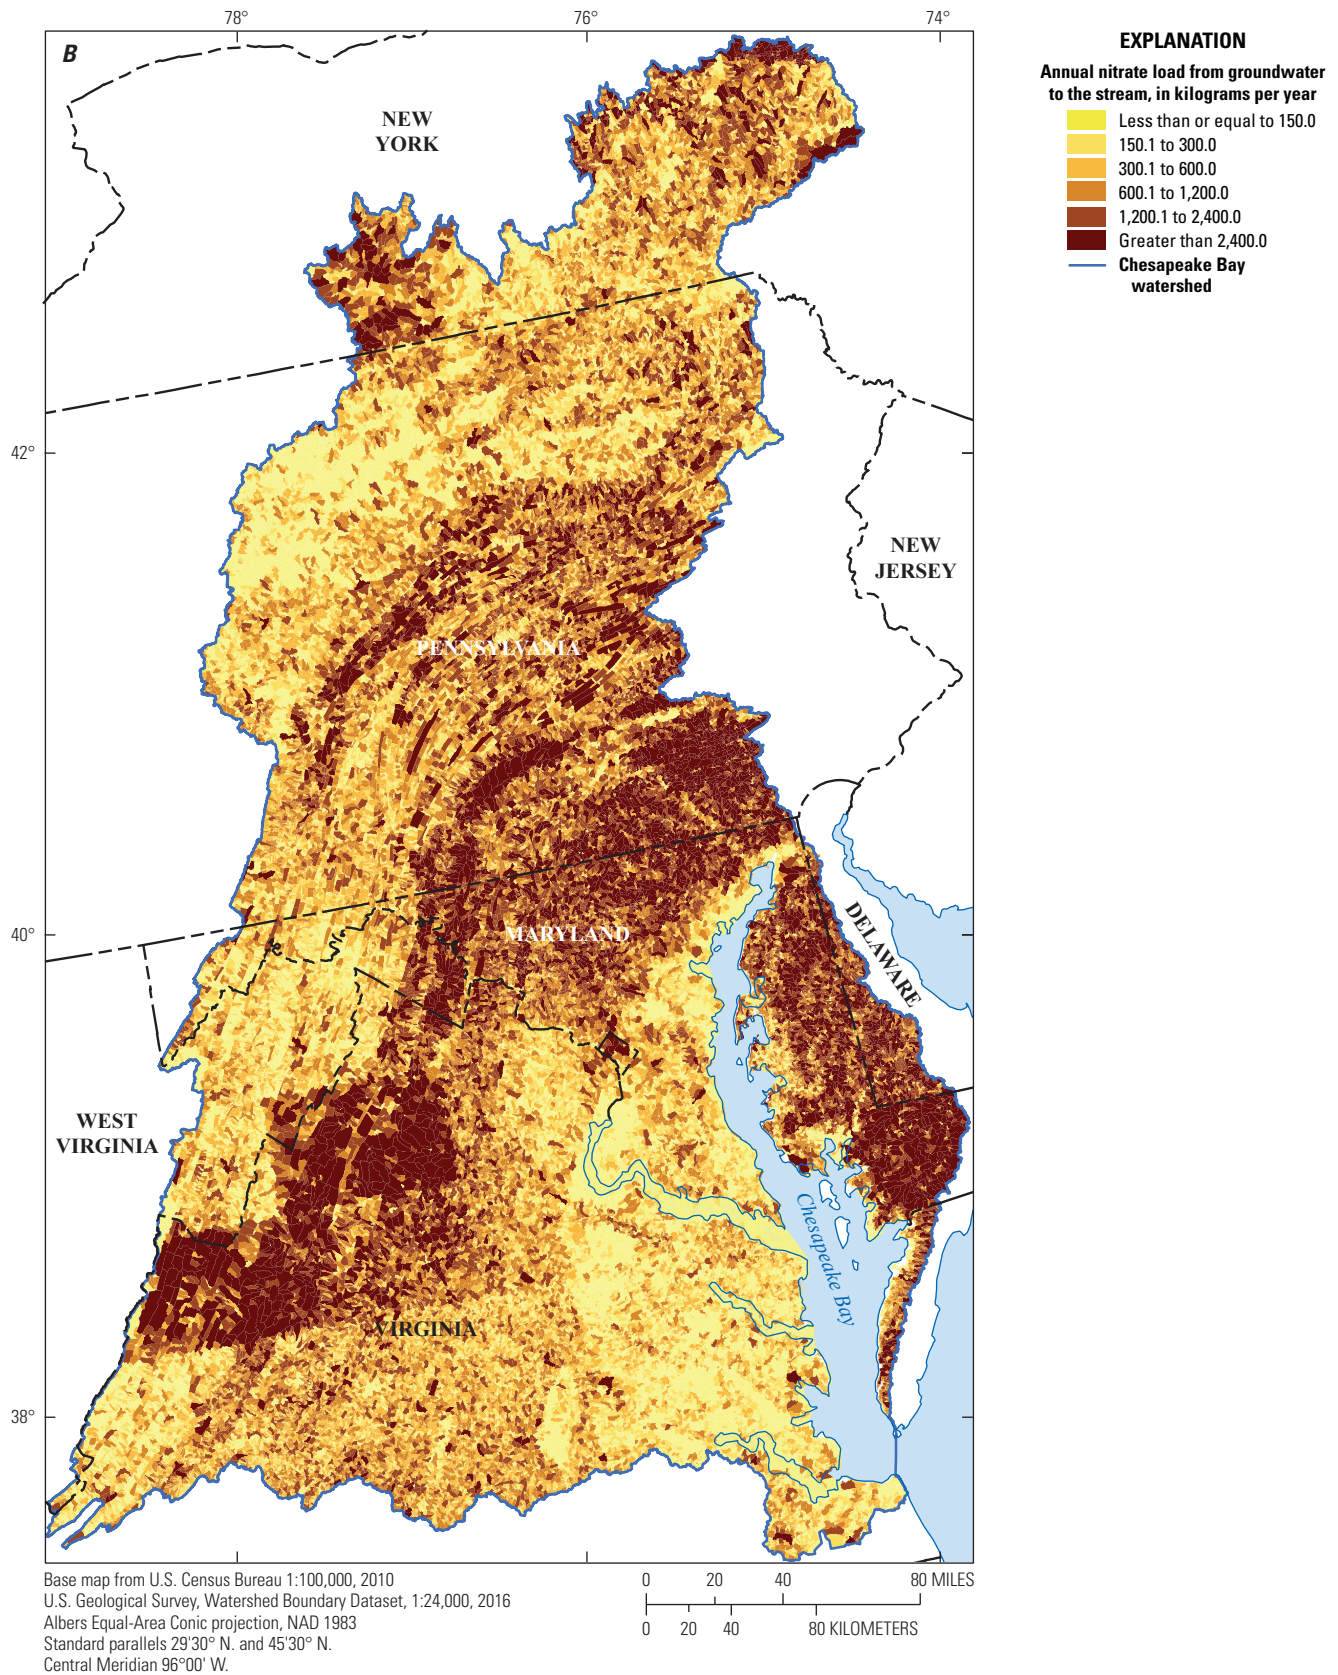 78°
76°
74°
B
NEW
YORK
42°
NEW
JERSEY
PENNSYLVANIA
40°
MARYLAND
DELAWARE
WEST
VIRGINIA
Chesapeake Bay
VIRGINIA
38°
EXPLANATION
Annual nitrate load from groundwater
to the stream, in kilograms per year
Less than or equal to 150.0
150.1 to 300.0
300.1 to 600.0
600.1 to 1,200.0
1,200.1 to 2,400.0
Greater than 2,400.0
Chesapeake Bay
watershed
Base map from U.S. Census Bureau 1:100,000, 2010
U.S. Geological Survey, Watershed Boundary Dataset, 1:24,000, 2016
Albers Equal-Area Conic projection, NAD 1983
Standard parallels 29'30° N. and 45'30° N.
Central Meridian 96°00' W.
0 20 40 80 MILES
0 20 40 80 KILOMETERS